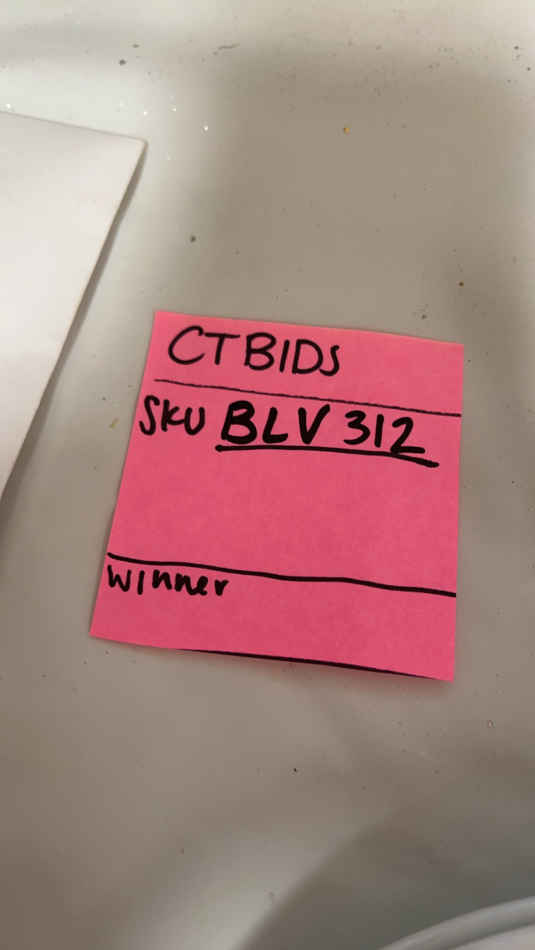 CTBIDS
SKU BLV 312
winner